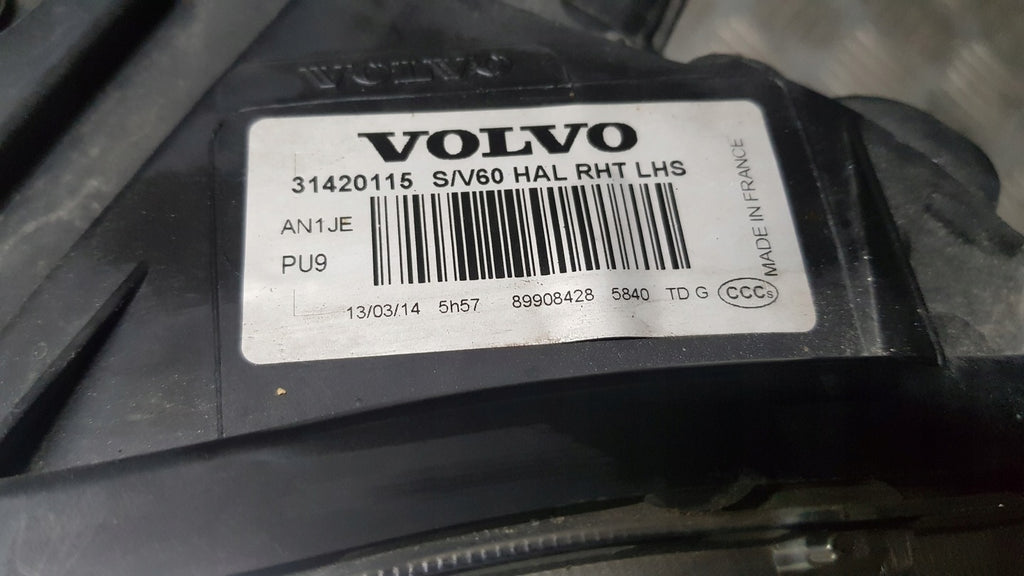 VOLVO
VOLVO
31420115 S/V60 HAL RHT LHS
AN1JE
PU9
13/03/14 5h57 89908428 5840 TD G CCCs
MADE IN FRANCE